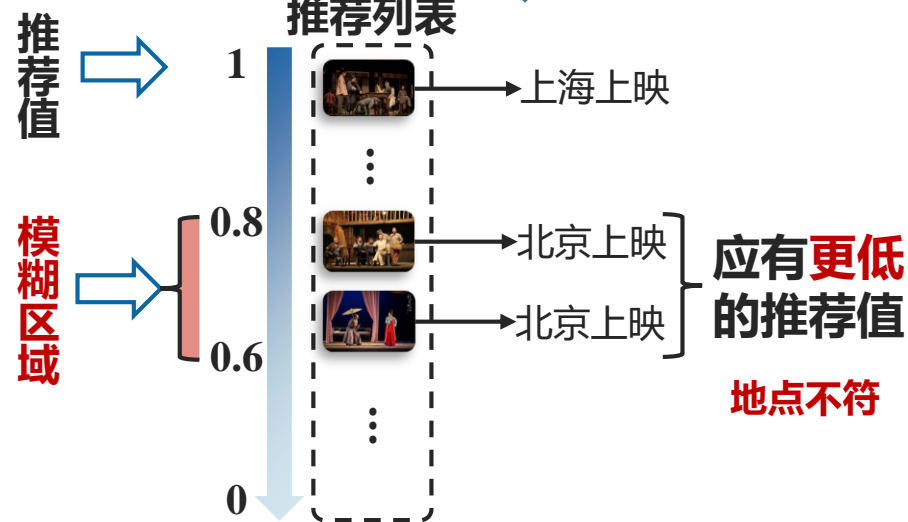 推荐列表
推荐值
1
上海上映
模糊区域
0.8
北京上映
应有更低
的推荐值
北京上映
0.6
地点不符
0